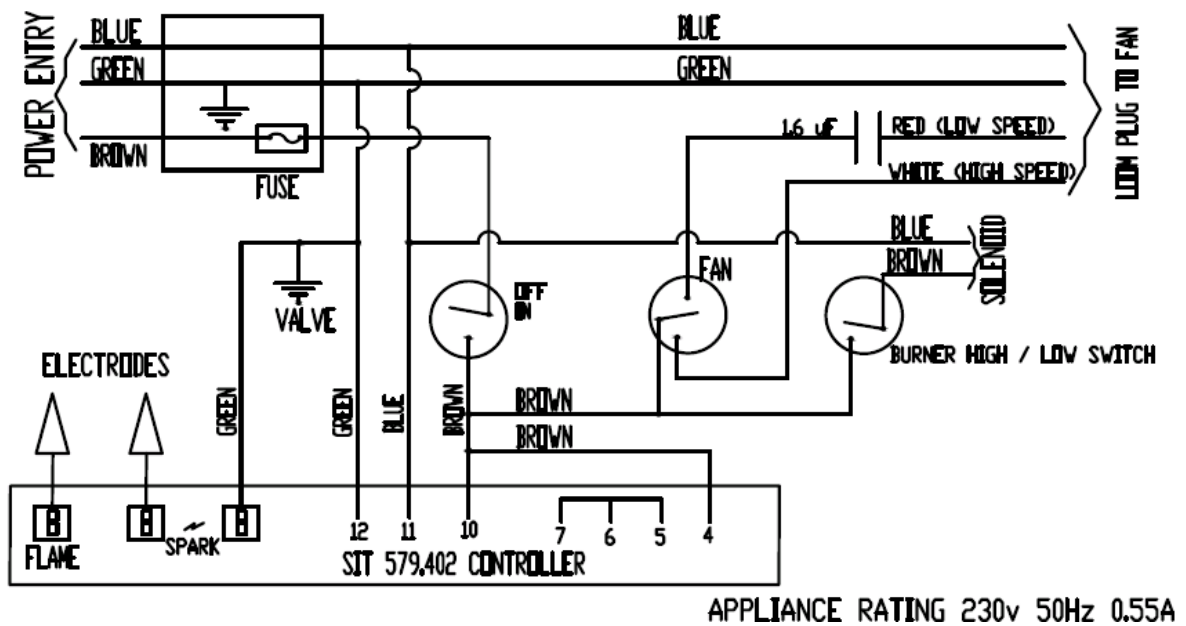 POWER ENTRY
BLUE
GREEN
BROWN
FUSE
BLUE
GREEN
LOOM PLUG TO FAN
1.6 uF
RED (LOW SPEED)
WHITE (HIGH SPEED)
BLUE
BROWN
SOLENOID
VALVE
OFF
ON
FAN
BURNER HIGH / LOW SWITCH
ELECTRODES
GREEN
GREEN
BLUE
BROWN
BROWN
BROWN
FLAME
SPARK
12
11
10
7
6
5
4
SIT 579.402 CONTROLLER
APPLIANCE RATING 230v 50Hz 0.55A